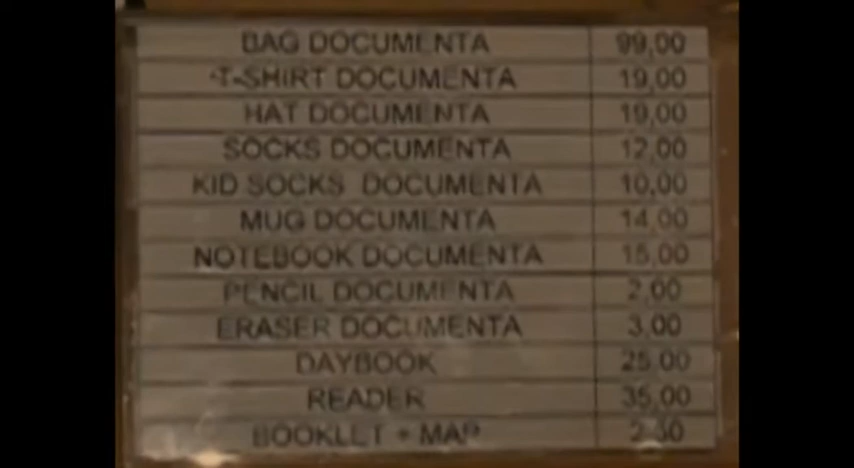 BAG DOCUMENTA 99,00
T-SHIRT DOCUMENTA 19,00
HAT DOCUMENTA 19,00
SOCKS DOCUMENTA 12,00
KID SOCKS DOCUMENTA 10,00
MUG DOCUMENTA 14,00
NOTEBOOK DOCUMENTA 15,00
PENCIL DOCUMENTA 2,00
ERASER DOCUMENTA 3,00
DAYBOOK 25,00
READER 35,00
BOOKLET + MAP 2,50